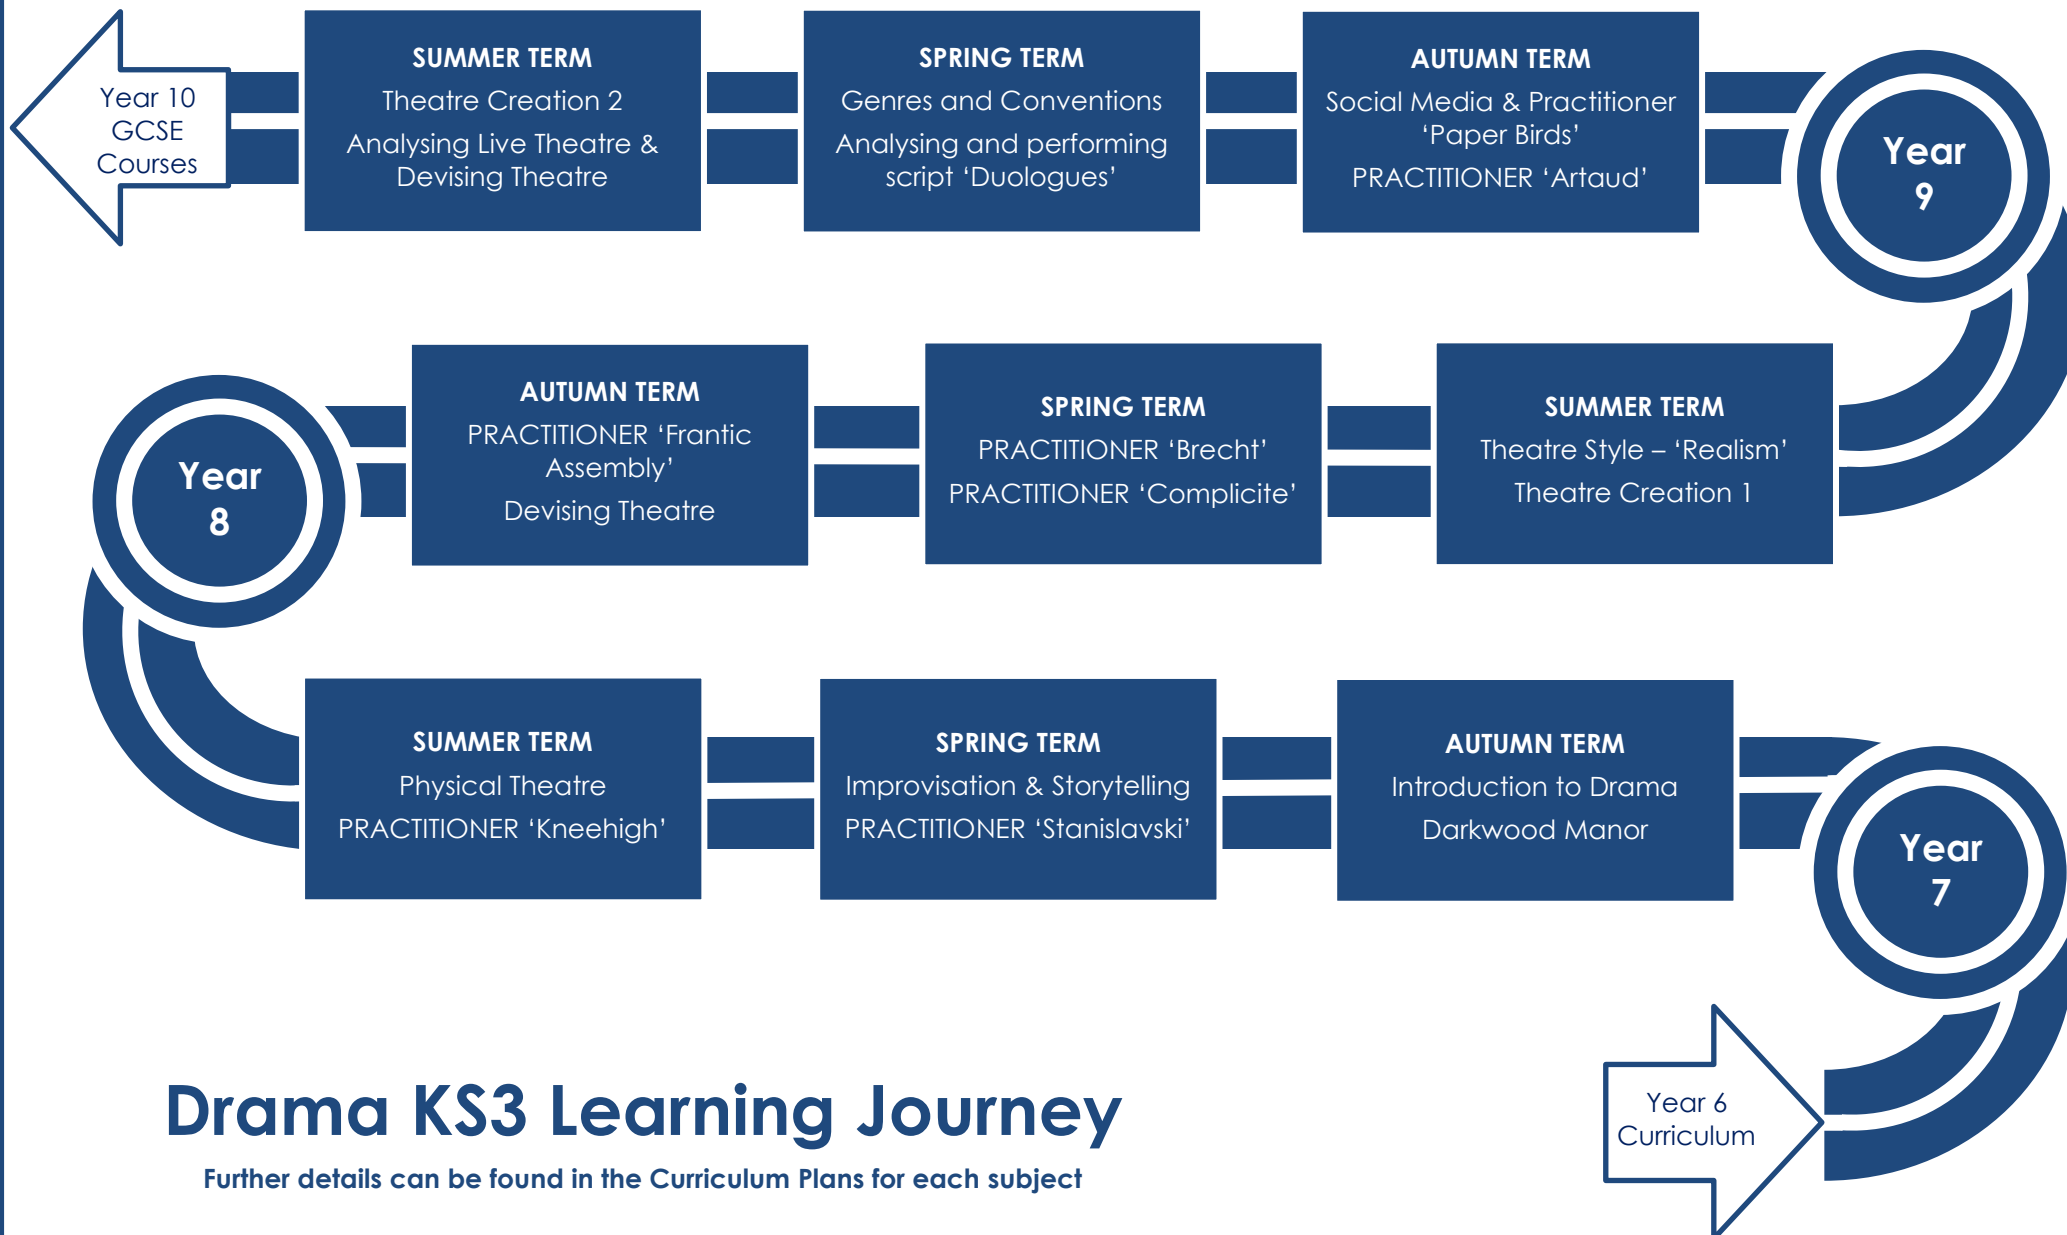 Year 10
GCSE
Courses
SUMMER TERM
Theatre Creation 2
Analysing Live Theatre &
Devising Theatre
SPRING TERM
Genres and Conventions
Analysing and performing
script ‘Duologues’
AUTUMN TERM
Social Media & Practitioner
‘Paper Birds’
PRACTITIONER ‘Artaud’
Year
9
Year
8
AUTUMN TERM
PRACTITIONER ‘Frantic
Assembly’
Devising Theatre
SPRING TERM
PRACTITIONER ‘Brecht’
PRACTITIONER ‘Complicite’
SUMMER TERM
Theatre Style – ‘Realism’
Theatre Creation 1
SUMMER TERM
Physical Theatre
PRACTITIONER ‘Kneehigh’
SPRING TERM
Improvisation & Storytelling
PRACTITIONER ‘Stanislavski’
AUTUMN TERM
Introduction to Drama
Darkwood Manor
Year
7
Drama KS3 Learning Journey
Further details can be found in the Curriculum Plans for each subject
Year 6
Curriculum